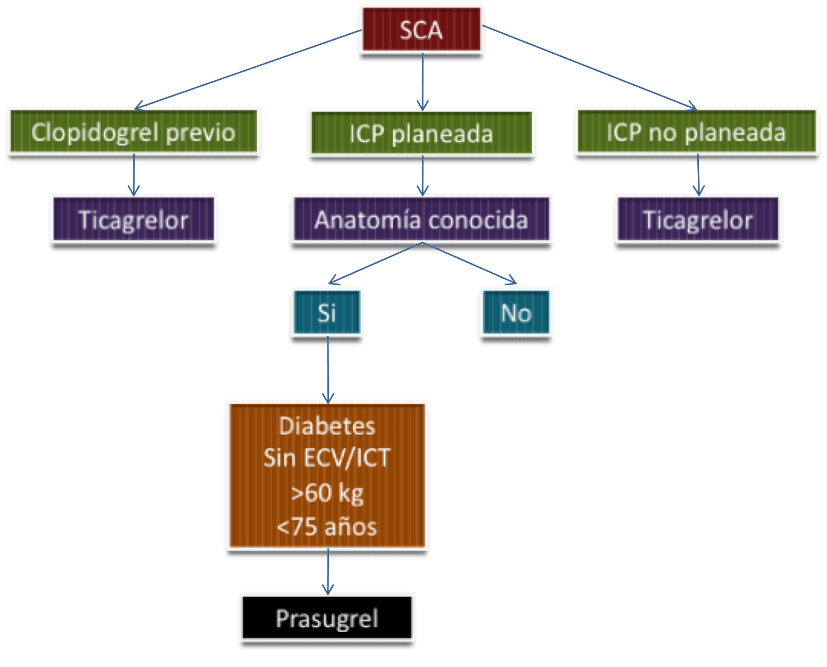 SCA
Clopidogrel previo
ICP planeada
ICP no planeada
Ticagrelor
Anatomía conocida
Ticagrelor
Si
No
Diabetes
Sin ECV/ICT
>60 kg
<75 años
Prasugrel